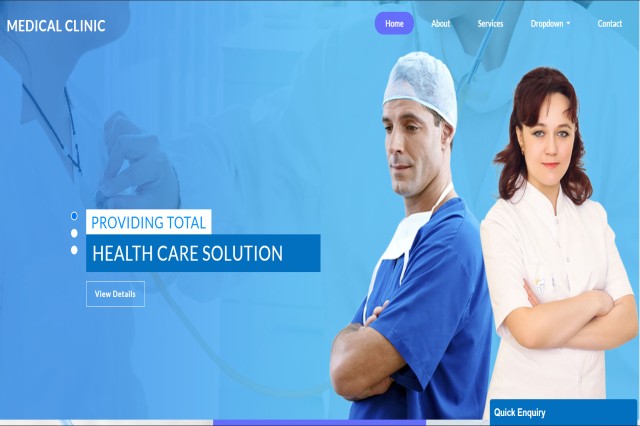 MEDICAL CLINIC
Home
About
Services
Dropdown
Contact
PROVIDING TOTAL
HEALTH CARE SOLUTION
View Details
Quick Enquiry